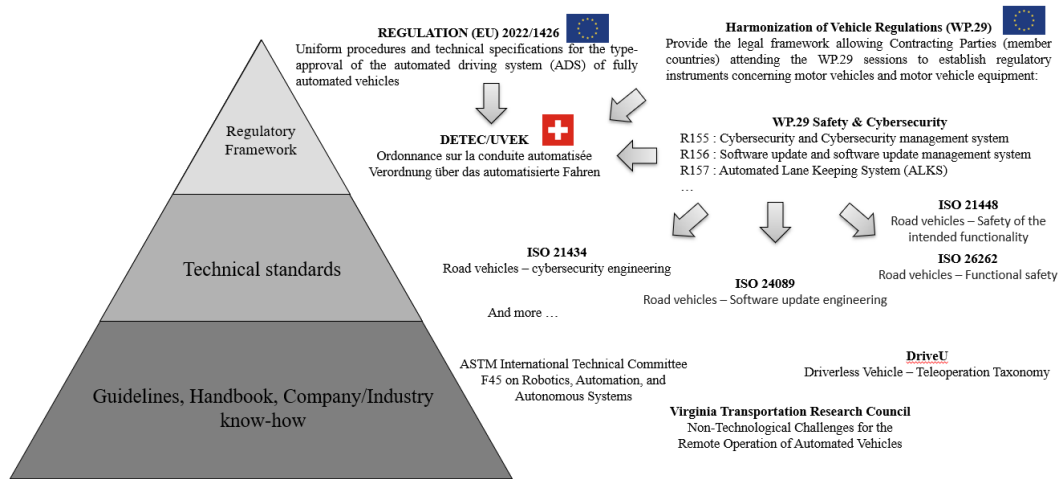 REGULATION (EU) 2022/1426
Uniform procedures and technical specifications for the type-
approval of the automated driving system (ADS) of fully
automated vehicles
Harmonization of Vehicle Regulations (WP.29)
Provide the legal framework allowing Contracting Parties (member
countries) attending the WP.29 sessions to establish regulatory
instruments concerning motor vehicles and motor vehicle equipment:
Regulatory
Framework
DETEC/UVEK
Ordonnance sur la conduite automatisée
Verordnung über das automatisierte Fahren
WP.29 Safety & Cybersecurity
R155 : Cybersecurity and Cybersecurity management system
R156 : Software update and software update management system
R157 : Automated Lane Keeping System (ALKS)
…
Technical standards
ISO 21434
Road vehicles – cybersecurity engineering
ISO 24089
Road vehicles – Software update engineering
ISO 21448
Road vehicles – Safety of the
intended functionality
ISO 26262
Road vehicles – Functional safety
And more …
Guidelines, Handbook, Company/Industry
know-how
ASTM International Technical Committee
F45 on Robotics, Automation, and
Autonomous Systems
DriveU
Driverless Vehicle – Teleoperation Taxonomy
Virginia Transportation Research Council
Non-Technological Challenges for the
Remote Operation of Automated Vehicles